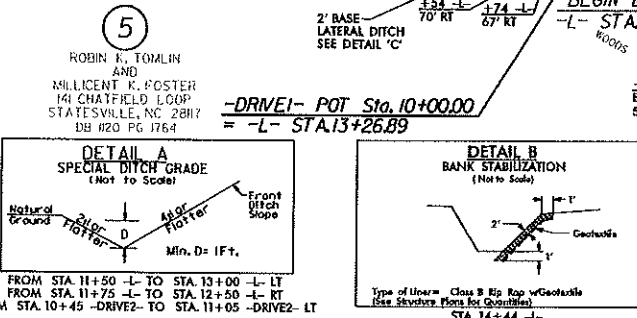 5
ROBIN K. TOMLIN
AND
MILLICENT K. FOSTER
141 CHATFIELD LOOP
STATESVILLE, NC 28117
DB 1120 PG 1764
2' BASE
LATERAL DITCH
SEE DETAIL 'C'
+54 -L-
70' RT
+74 -L-
67' RT
-L- STA.
WOODS
-DRIVE1- POT Sta. 10+00.00
= -L- STA.13+26.89
DETAIL A
SPECIAL DITCH GRADE
(Not to Scale)
Natural
Ground
2:1 or
Flatter
D
4:1 or
Flatter
Front
Ditch
Slope
Min. D= 1Ft.
FROM STA. 11+50 -L- TO STA. 13+00 -L- LT
FROM STA. 11+75 -L- TO STA. 12+50 -L- RT
M STA. 10+45 -DRIVE2- TO STA. 11+05 -DRIVE2- LT
DETAIL B
BANK STABILIZATION
(Not to Scale)
1'
2'
Geotextile
1'
Type of Liner= Class B Rip Rap w/Geotextile
(See Structure Plans for Quantities)
STA. 14+44 -L-